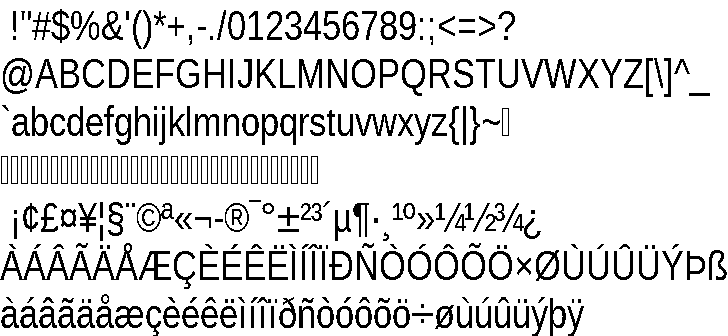 !"#$%&'()*+,-./0123456789:;<=>?
@ABCDEFGHIJKLMNOPQRSTUVWXYZ[\]^_
`abcdefghijklmnopqrstuvwxyz{|}~
¡¢£¤¥¦§¨©ª«¬-®¯°±²³´µ¶·¸¹º»¼½¾¿
ÀÁÂÃÄÅÆÇÈÉÊËÌÍÎÏÐÑÒÓÔÕÖ×ØÙÚÛÜÝÞß
àáâãäåæçèéêëìíîïðñòóôõö÷øùúûüýþÿ